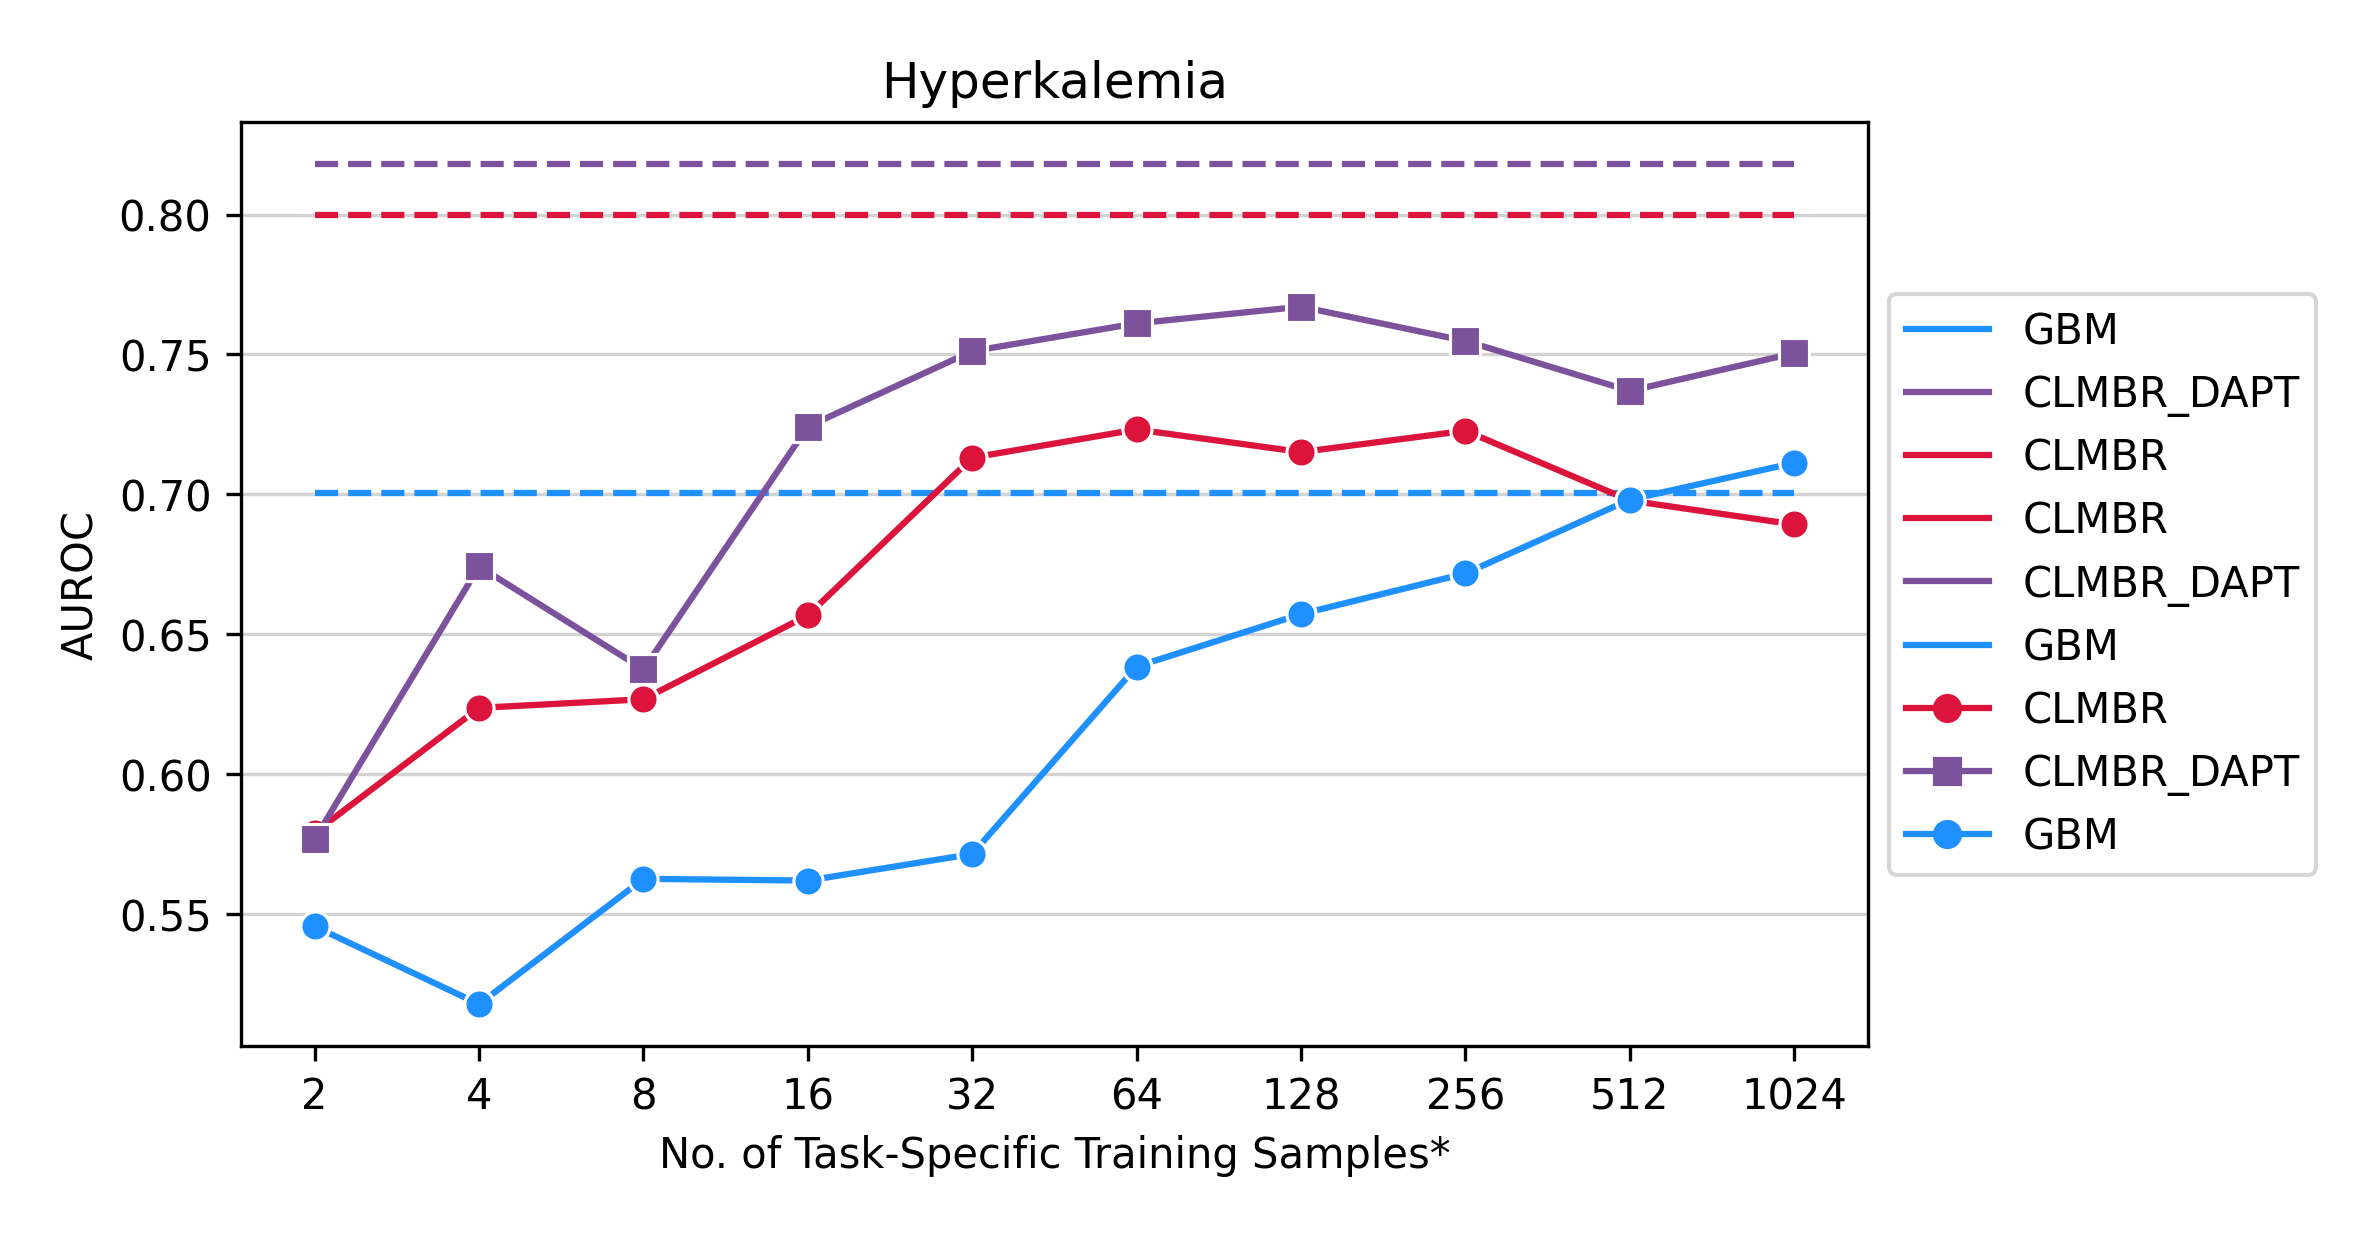 Hyperkalemia
0.80
0.75
0.70
0.65
0.60
0.55
AUROC
2 4 8 16 32 64 128 256 512 1024
No. of Task-Specific Training Samples*
GBM
CLMBR_DAPT
CLMBR
CLMBR
CLMBR_DAPT
GBM
CLMBR
CLMBR_DAPT
GBM